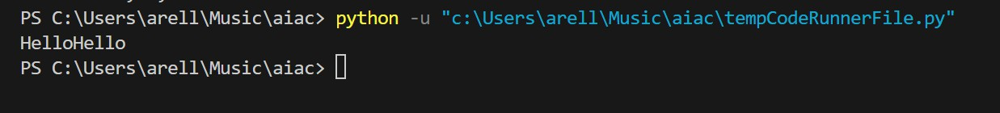 PS C:\Users\arell\Music\aiac> python -u "c:\Users\arell\Music\aiac\tempCodeRunnerFile.py"
HelloHello
PS C:\Users\arell\Music\aiac>